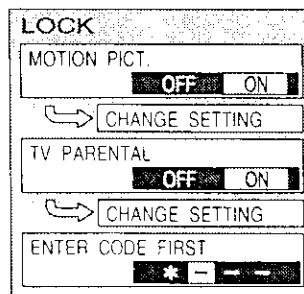 LOCK
MOTION PICT.
OFF ON
CHANGE SETTING
TV PARENTAL
OFF ON
CHANGE SETTING
ENTER CODE FIRST
* – – –